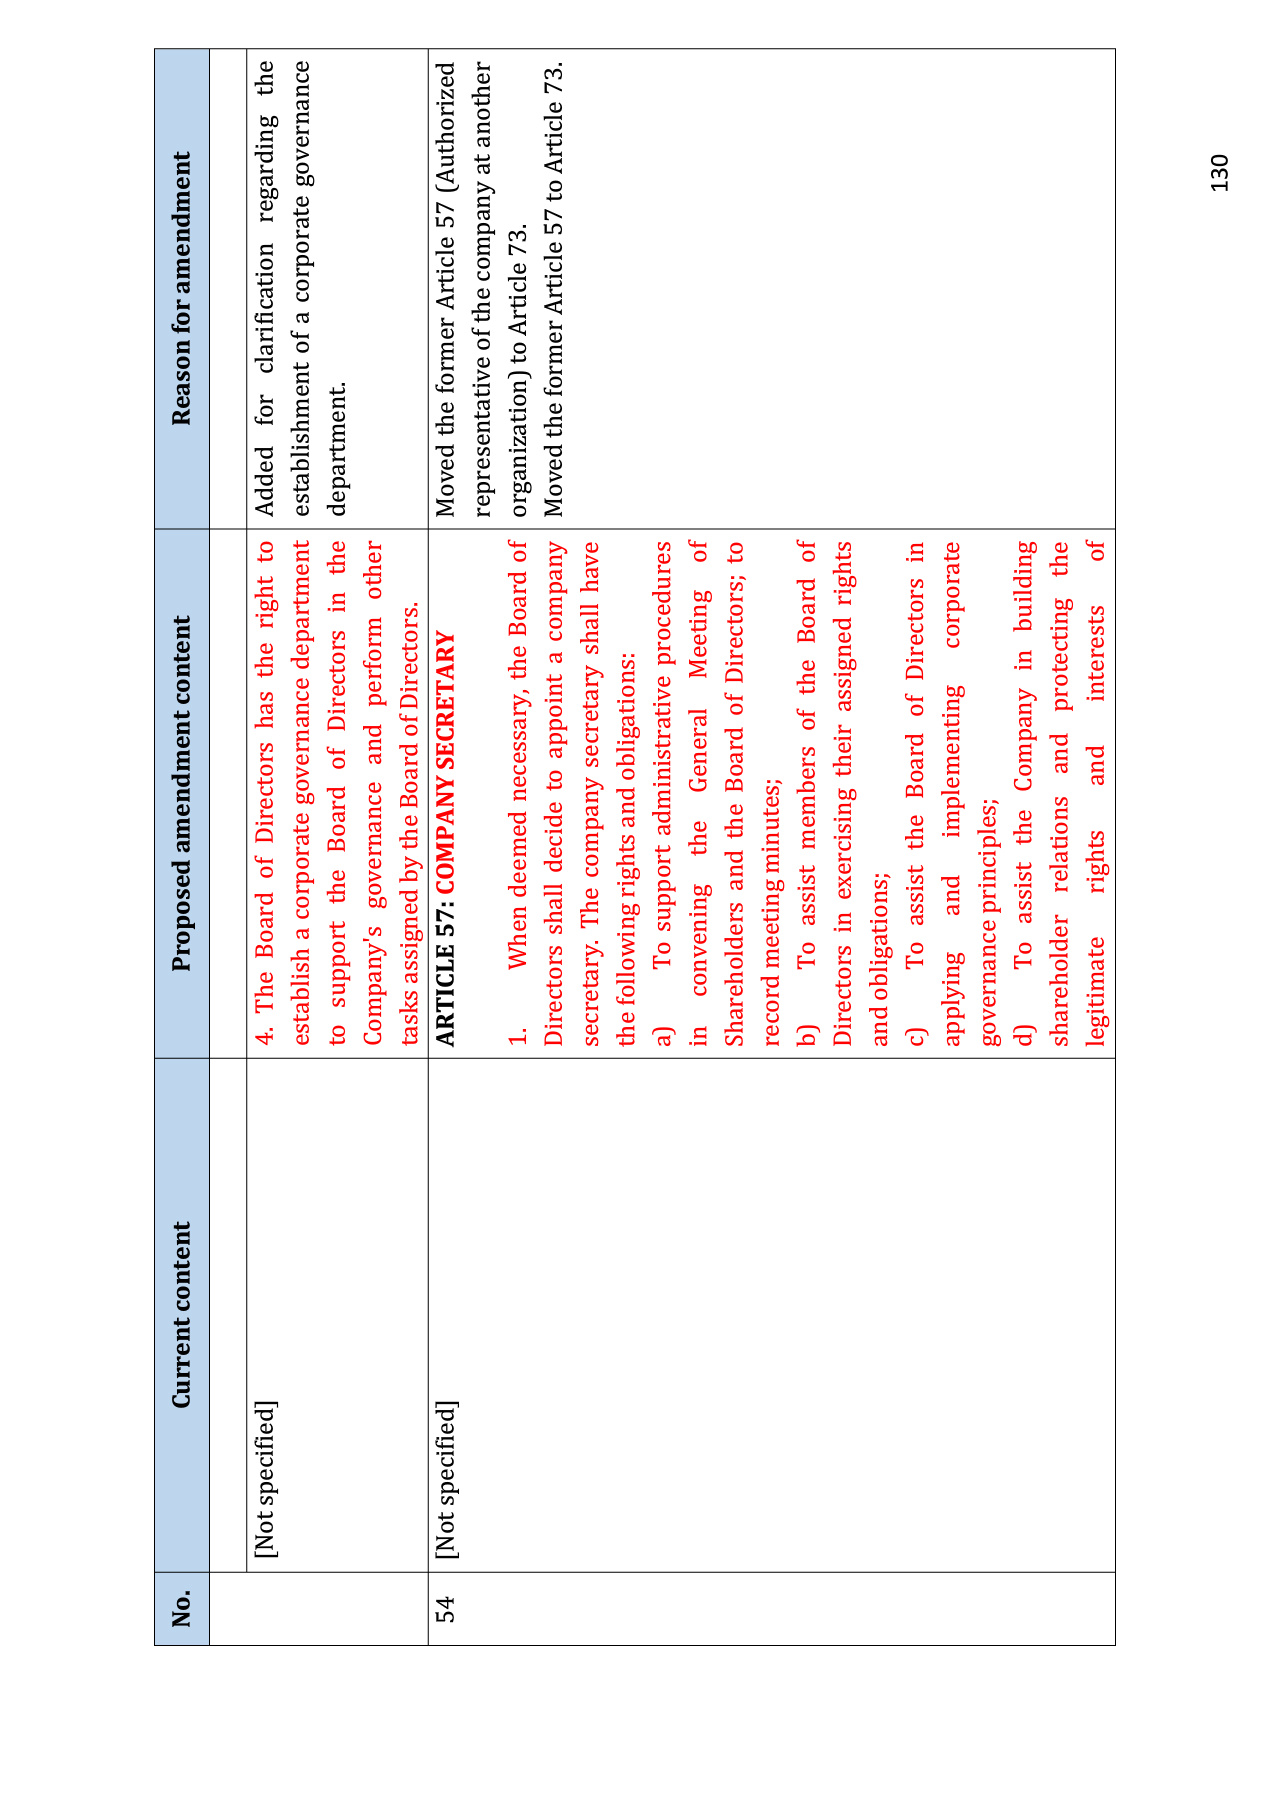 No.
Current content
Proposed amendment content
Reason for amendment
[Not specified]
4. The Board of Directors has the right to
establish a corporate governance department
to support the Board of Directors in the
Company's governance and perform other
tasks assigned by the Board of Directors.
Added for clarification regarding the
establishment of a corporate governance
department.
54
[Not specified]
ARTICLE 57: COMPANY SECRETARY
1. When deemed necessary, the Board of
Directors shall decide to appoint a company
secretary. The company secretary shall have
the following rights and obligations:
a) To support administrative procedures
in convening the General Meeting of
Shareholders and the Board of Directors; to
record meeting minutes;
b) To assist members of the Board of
Directors in exercising their assigned rights
and obligations;
c) To assist the Board of Directors in
applying and implementing corporate
governance principles;
d) To assist the Company in building
shareholder relations and protecting the
legitimate rights and interests of
Moved the former Article 57 (Authorized
representative of the company at another
organization) to Article 73.
Moved the former Article 57 to Article 73.
130